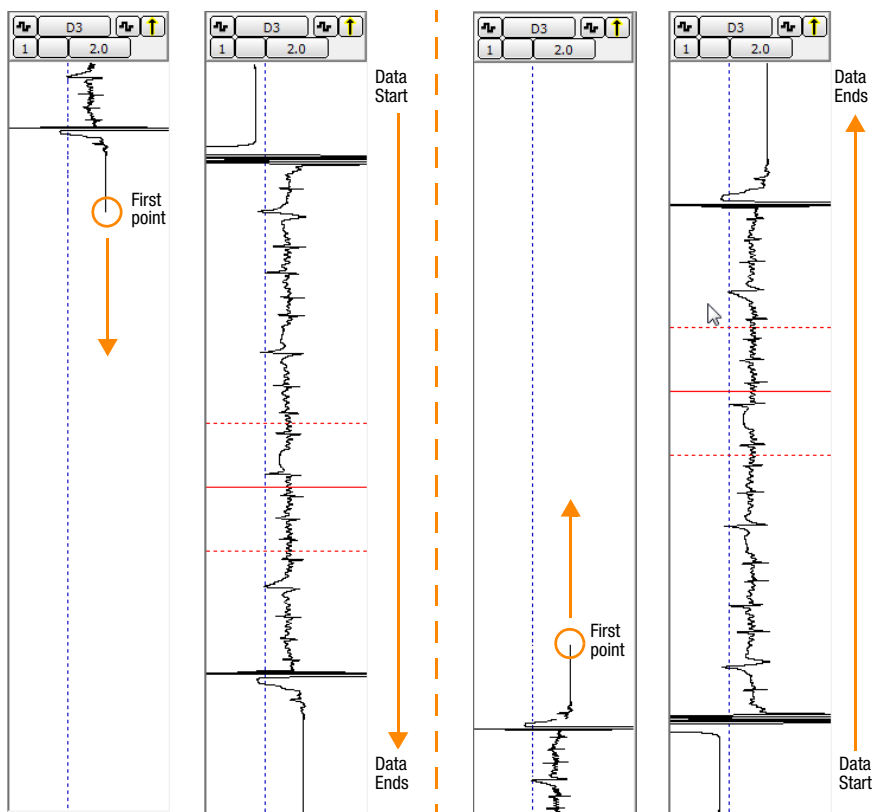 D3
1
2.0
First
point
D3
1
2.0
Data
Start
Data
Ends
D3
1
2.0
First
point
D3
1
2.0
Data
Ends
Data
Start